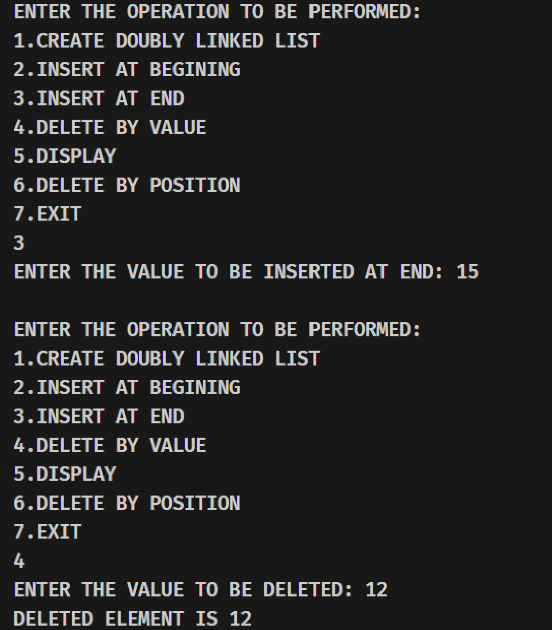 ENTER THE OPERATION TO BE PERFORMED:
1.CREATE DOUBLY LINKED LIST
2.INSERT AT BEGINING
3.INSERT AT END
4.DELETE BY VALUE
5.DISPLAY
6.DELETE BY POSITION
7.EXIT
3
ENTER THE VALUE TO BE INSERTED AT END: 15

ENTER THE OPERATION TO BE PERFORMED:
1.CREATE DOUBLY LINKED LIST
2.INSERT AT BEGINING
3.INSERT AT END
4.DELETE BY VALUE
5.DISPLAY
6.DELETE BY POSITION
7.EXIT
4
ENTER THE VALUE TO BE DELETED: 12
DELETED ELEMENT IS 12